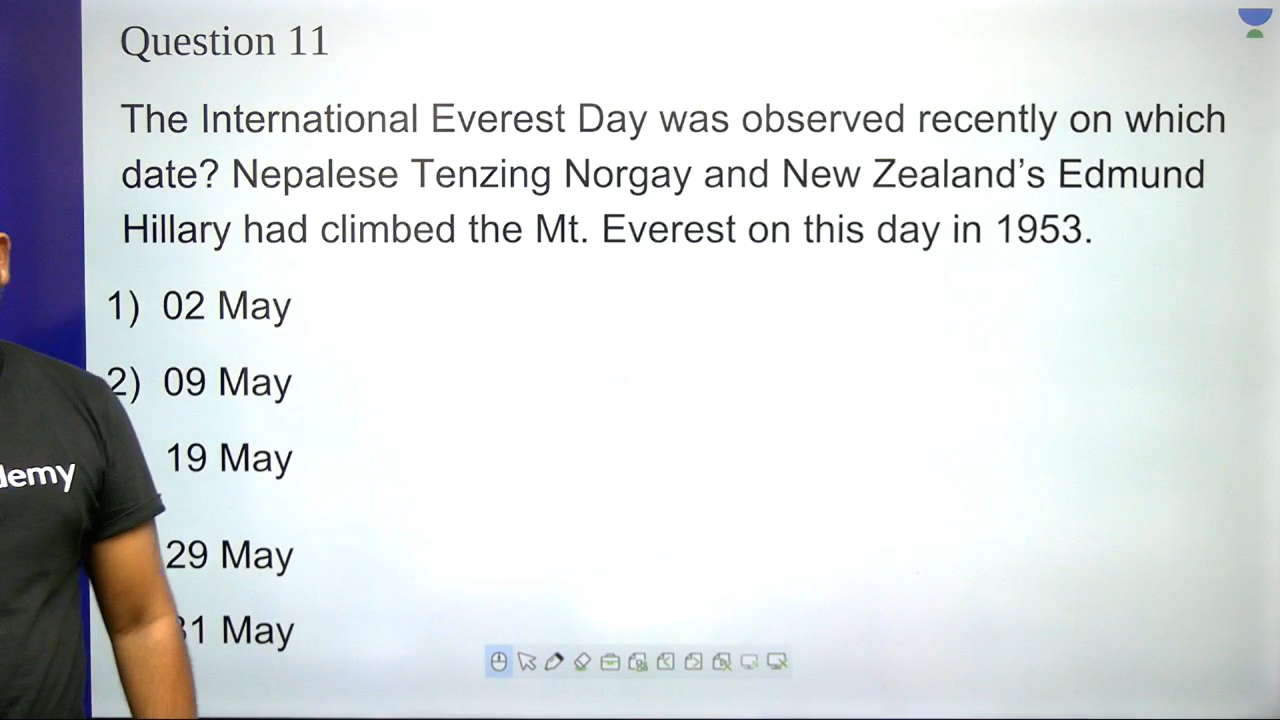 Question 11
The International Everest Day was observed recently on which
date? Nepalese Tenzing Norgay and New Zealand’s Edmund
Hillary had climbed the Mt. Everest on this day in 1953.
1) 02 May
2) 09 May
19 May
demy
29 May
31 May